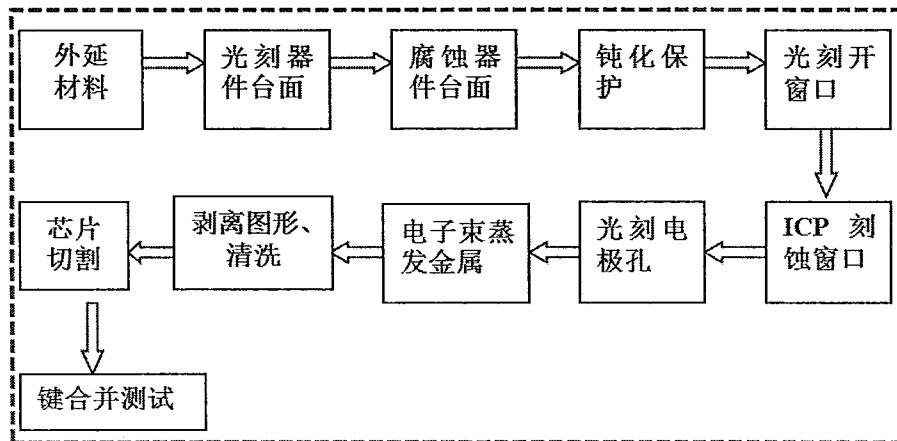 外延
材料
光刻器
件台面
腐蚀器
件台面
钝化保
护
光刻开
窗口
ICP 刻
蚀窗口
光刻电
极孔
电子束蒸
发金属
剥离图形、
清洗
芯片
切割
键合并测试